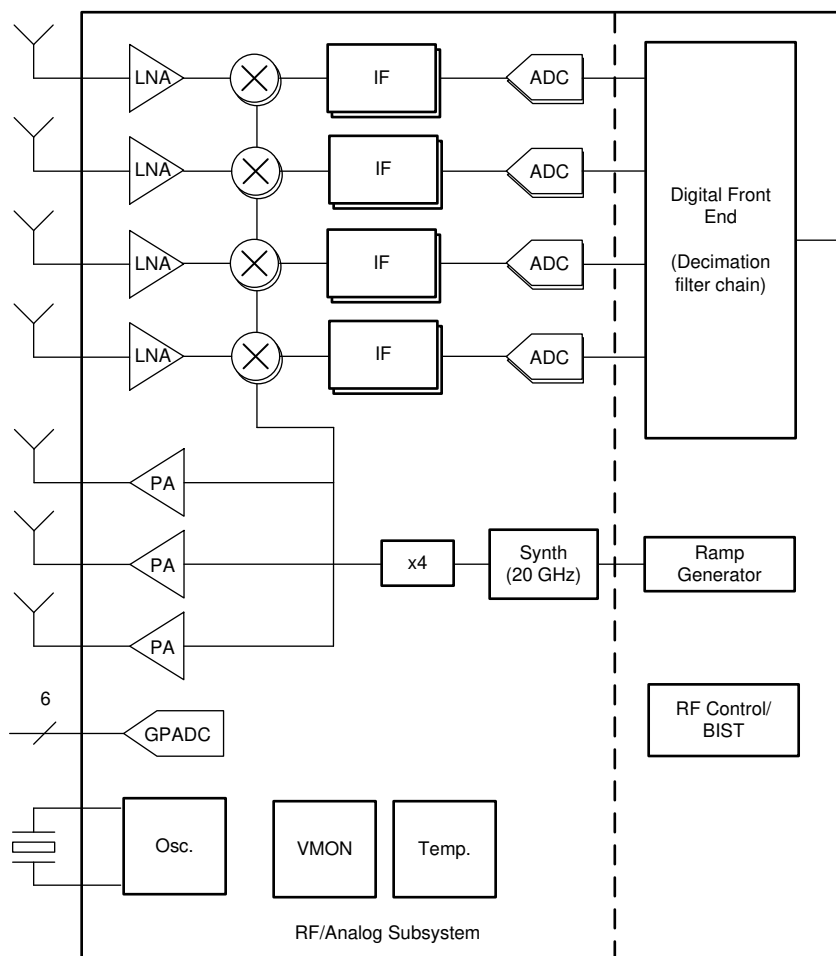 LNA
IF
ADC
LNA
IF
ADC
LNA
IF
ADC
LNA
IF
ADC
Digital Front
End
(Decimation
filter chain)
PA
PA
x4
Synth
(20 GHz)
Ramp
Generator
PA
6
GPADC
RF Control/
BIST
Osc.
VMON
Temp.
RF/Analog Subsystem